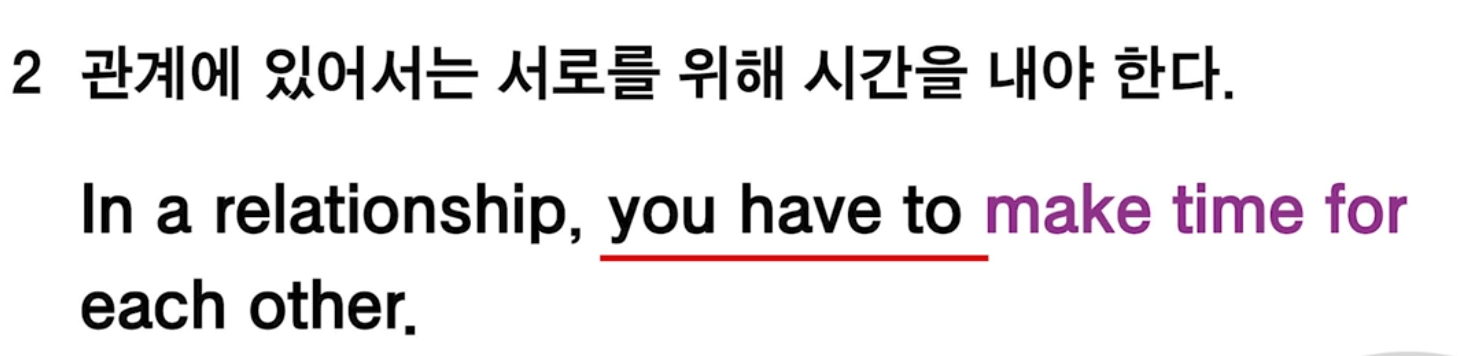 2 관계에 있어서는 서로를 위해 시간을 내야 한다.
In a relationship, you have to make time for
each other.